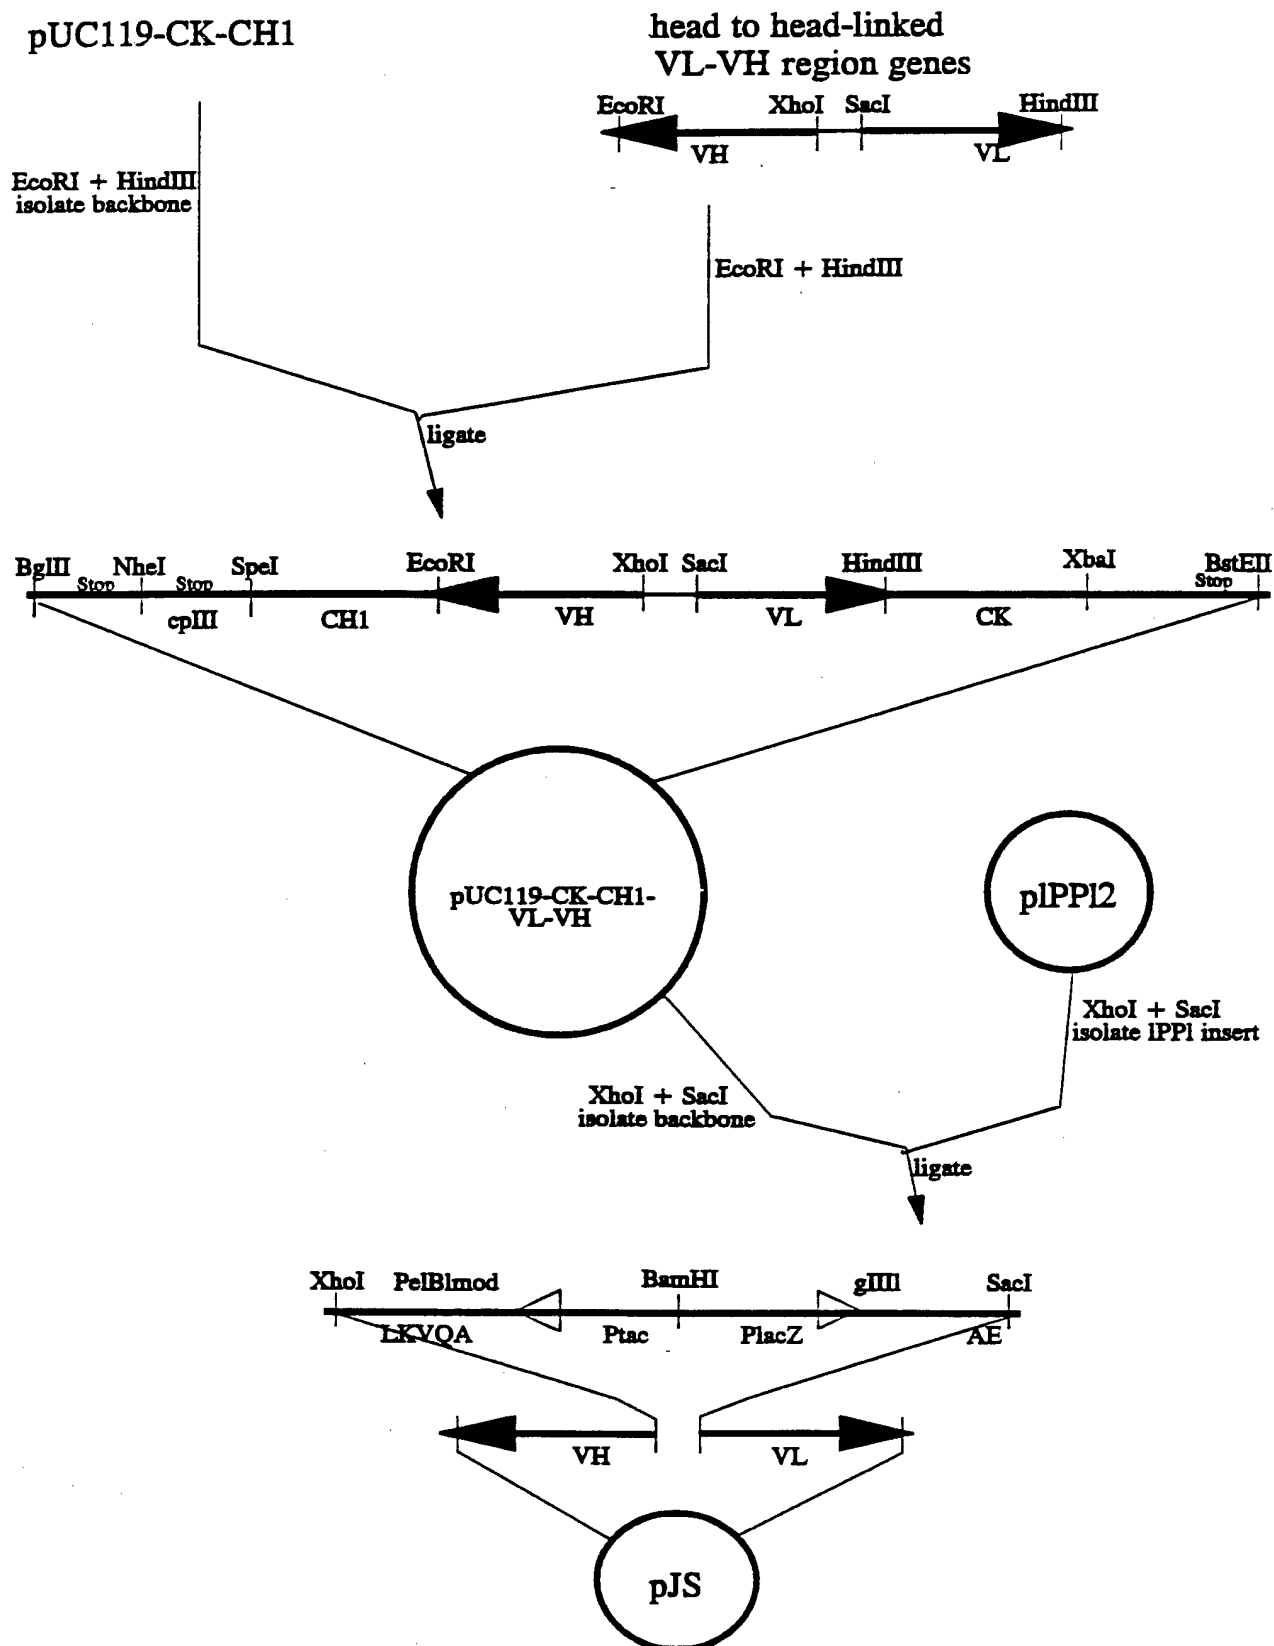 pUC119-CK-CH1
head to head-linked
VL-VH region genes
EcoRI XhoI SacI HindIII
VH VL
EcoRI + HindIII
isolate backbone
EcoRI + HindIII
ligate
BglII NheI SpeI EcoRI XhoI SacI HindIII XbaI BstEII
Stop Stop Stop
cpIII CH1 VH VL CK
pUC119-CK-CH1-
VL-VH
plPPl2
XhoI + SacI
isolate lPPl insert
XhoI + SacI
isolate backbone
ligate
XhoI PelBlmod BamHI gIIIl SacI
LKVQA Ptac PlacZ AE
VH VL
pJS